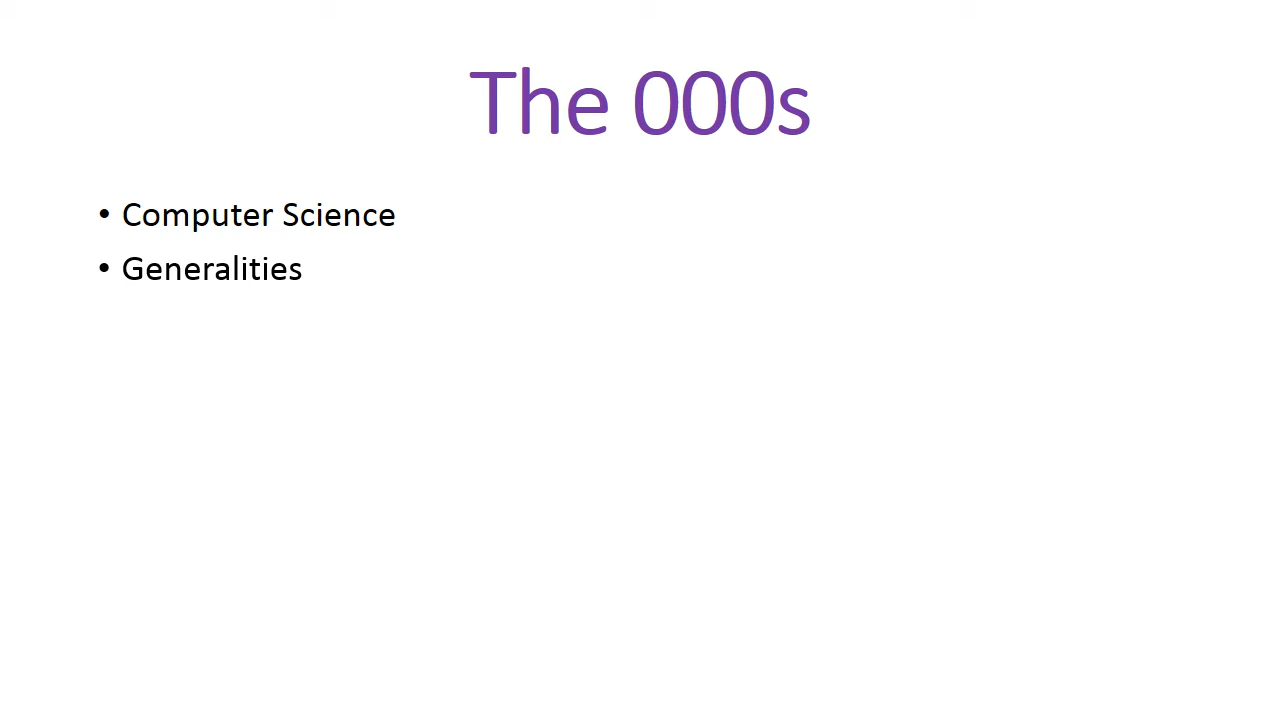 The 000s
• Computer Science
• Generalities